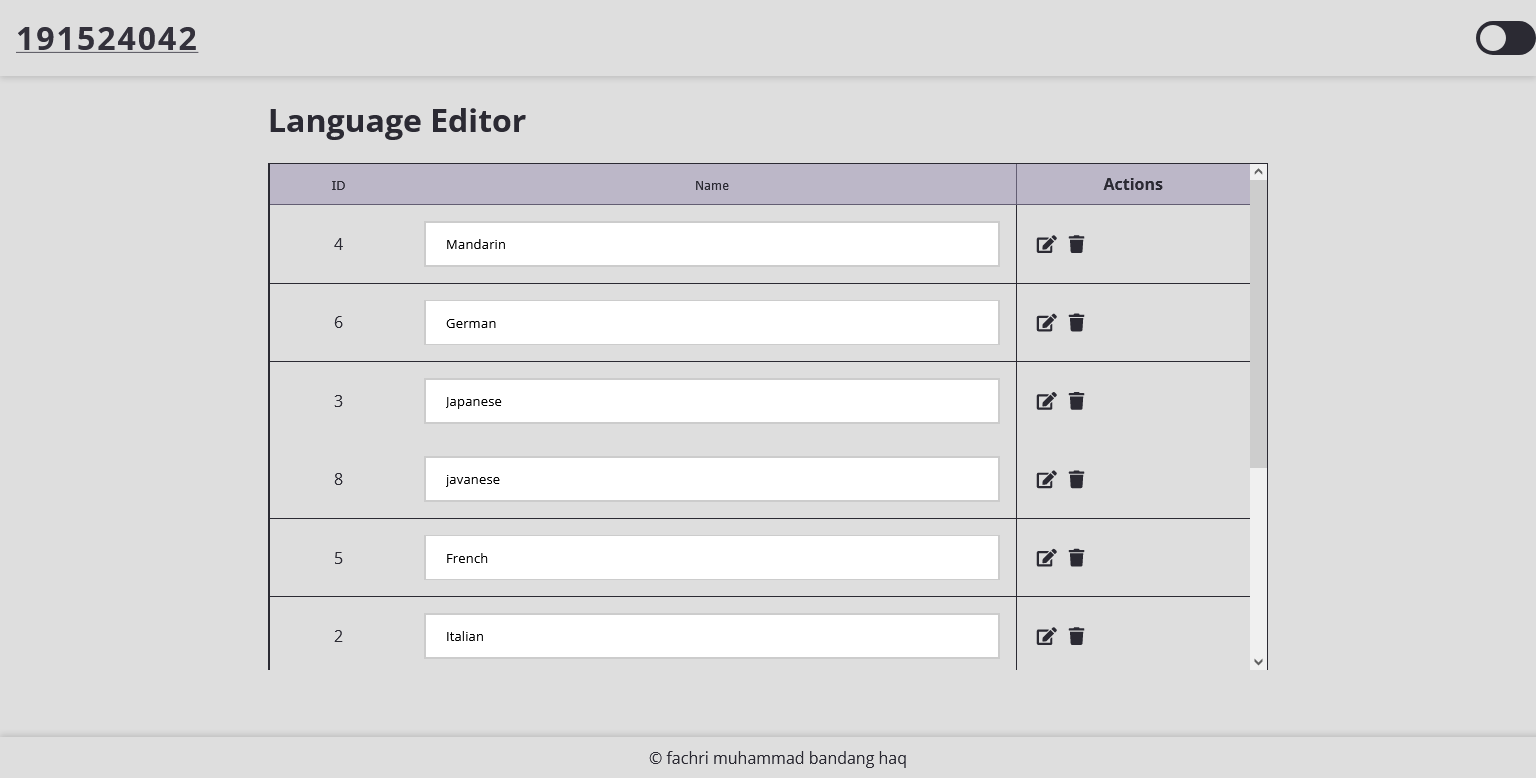 191524042
Language Editor
ID Name Actions
4 Mandarin
6 German
3 Japanese
8 javanese
5 French
2 Italian
© fachri muhammad bandang haq